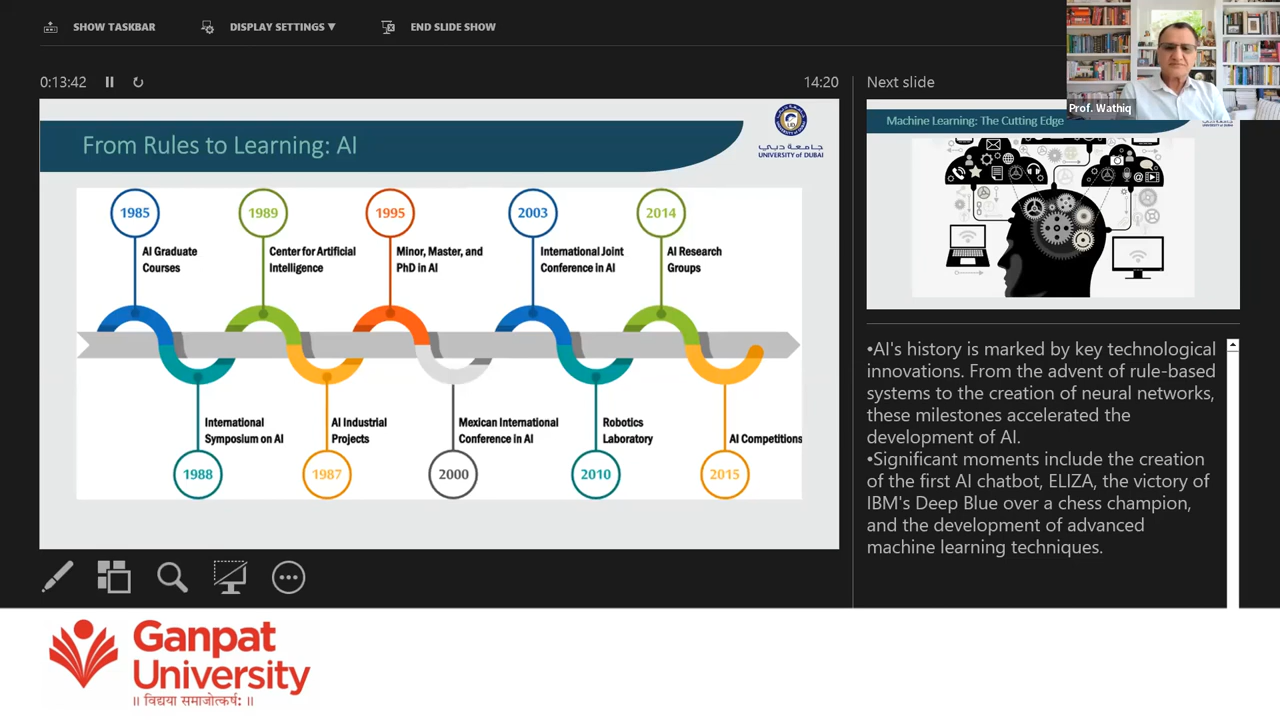 SHOW TASKBAR
DISPLAY SETTINGS ▼
END SLIDE SHOW
0:13:42
14:20
Next slide
Prof. Wathiq
From Rules to Learning: AI
جامعة دبي
UNIVERSITY of DUBAI
1985
1989
1995
2003
2014
AI Graduate
Courses
Center for Artificial
Intelligence
Minor, Master, and
PhD in AI
International Joint
Conference in AI
AI Research
Groups
International
Symposium on AI
AI Industrial
Projects
Mexican International
Conference in AI
Robotics
Laboratory
AI Competitions
1988
1987
2000
2010
2015
Machine Learning: The Cutting Edge
•AI's history is marked by key technological
innovations. From the advent of rule-based
systems to the creation of neural networks,
these milestones accelerated the
development of AI.
•Significant moments include the creation
of the first AI chatbot, ELIZA, the victory of
IBM's Deep Blue over a chess champion,
and the development of advanced
machine learning techniques.
Ganpat
University
॥ विद्यया समाजोत्कर्षः ॥